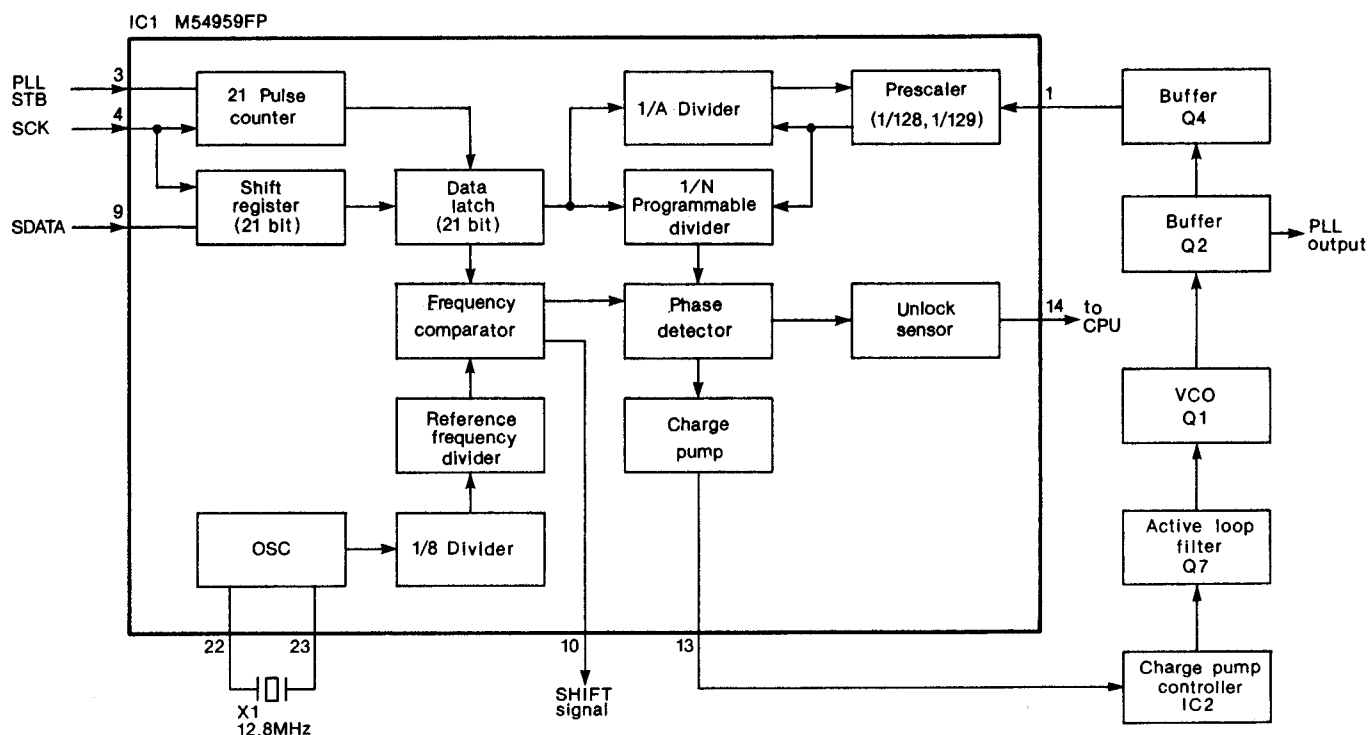 IC1 M54959FP
PLL
STB
3
SCK
4
SDATA
9
21 Pulse
counter
Shift
register
(21 bit)
Data
latch
(21 bit)
1/A Divider
Prescaler
(1/128, 1/129)
1/N
Programmable
divider
Frequency
comparator
Phase
detector
Unlock
sensor
Reference
frequency
divider
Charge
pump
OSC
1/8 Divider
1
Buffer
Q4
Buffer
Q2
PLL
output
14
to
CPU
VCO
Q1
Active loop
filter
Q7
Charge pump
controller
IC2
22
23
10
13
X1
12.8MHz
SHIFT
signal